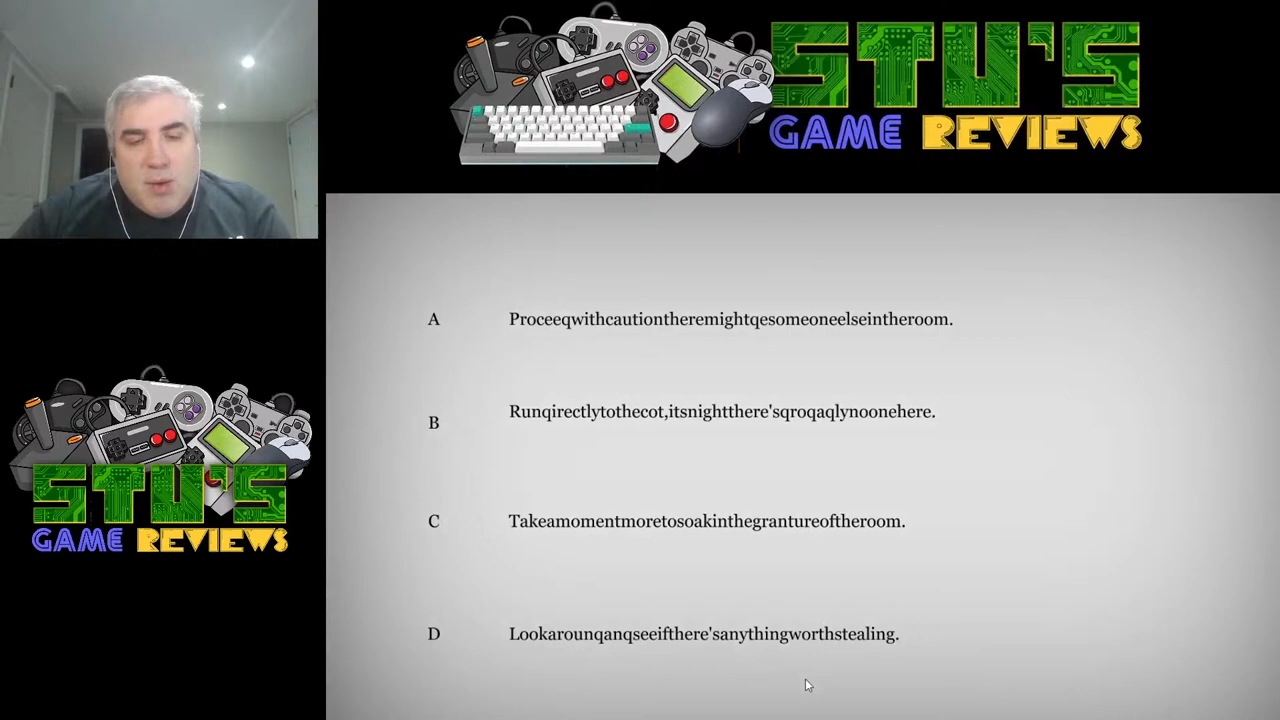 STU'S
GAME REVIEWS
A Proceeqwithcautiontheremightqesomeoneelseintheroom.
B Runqirectlytothecot,itsnightthere'sqroqaqlynoonehere.
C Takeamomentmoretosoakinthegrantureoftheroom.
D Lookarounqanqseeifthere'sanythingworthstealing.
STU'S
GAME REVIEWS